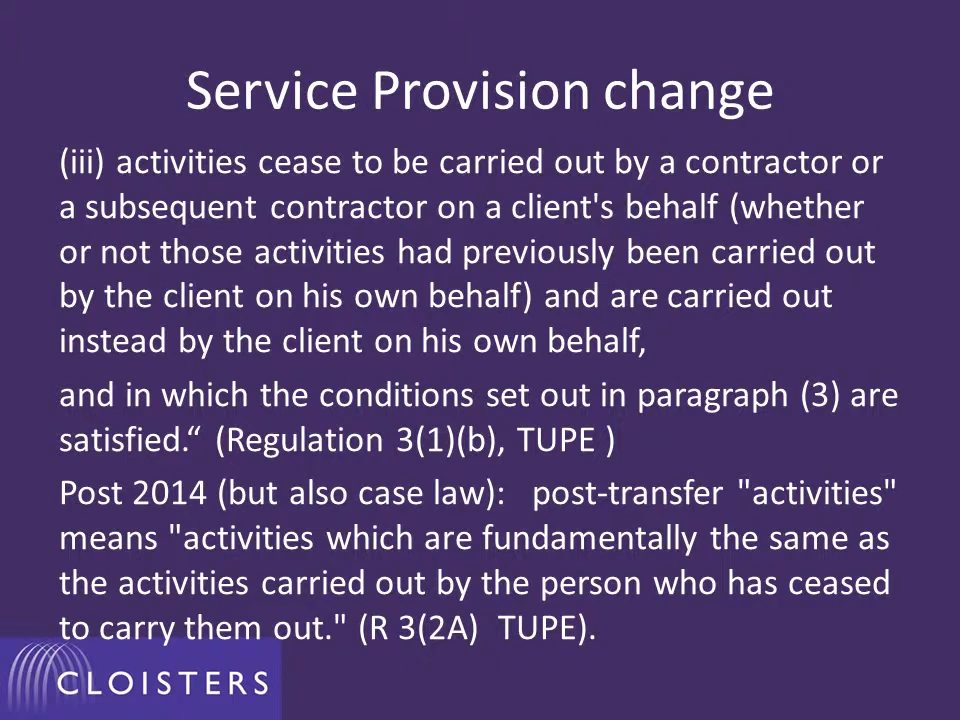 Service Provision change
(iii) activities cease to be carried out by a contractor or
a subsequent contractor on a client's behalf (whether
or not those activities had previously been carried out
by the client on his own behalf) and are carried out
instead by the client on his own behalf,
and in which the conditions set out in paragraph (3) are
satisfied.“ (Regulation 3(1)(b), TUPE )
Post 2014 (but also case law): post-transfer "activities"
means "activities which are fundamentally the same as
the activities carried out by the person who has ceased
to carry them out." (R 3(2A) TUPE).
CLOISTERS